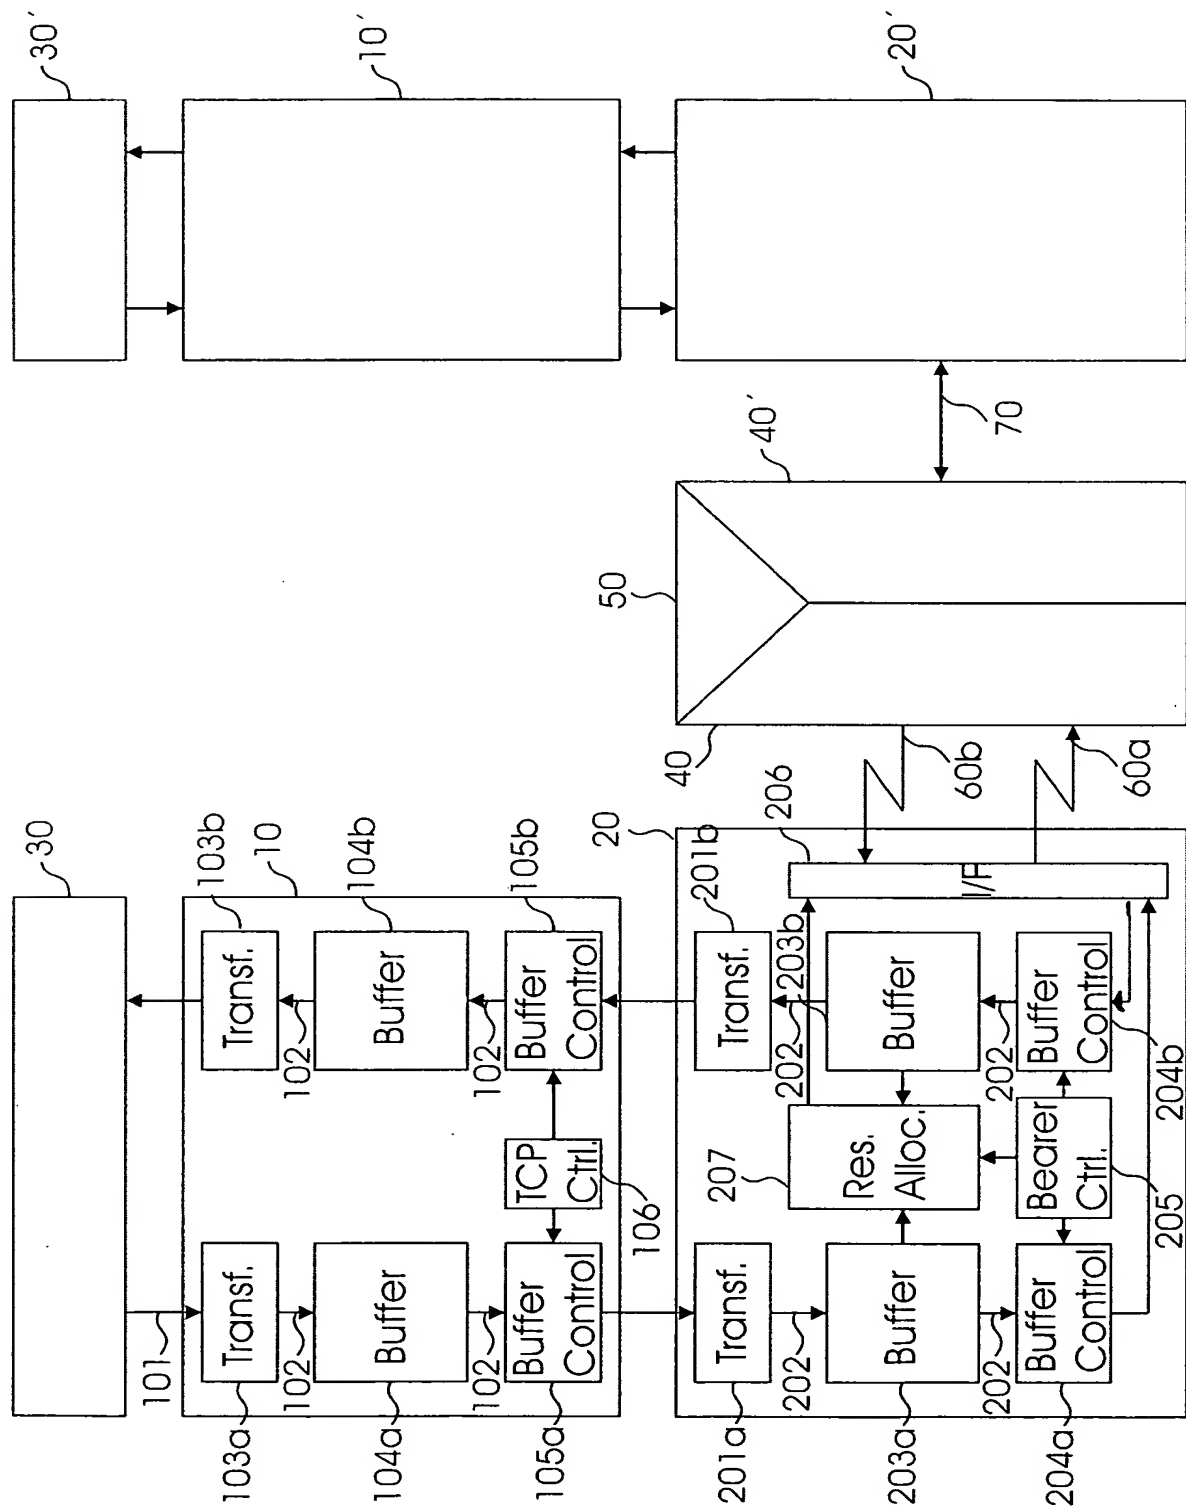 30
30´
101
103a
Transf.
102
104a
Buffer
102
105a
Buffer
Control
TCP
Ctrl.
106
103b
Transf.
102
10
104b
Buffer
102
105b
Buffer
Control
10´
20
201a
Transf.
202
203a
Buffer
202
204a
Buffer
Control
207
Res.
Alloc.
Bearer
Ctrl.
205
201b
Transf.
202
203b
Buffer
202
Buffer
Control
204b
206
I/F
60b
60a
40
50
40´
70
20´